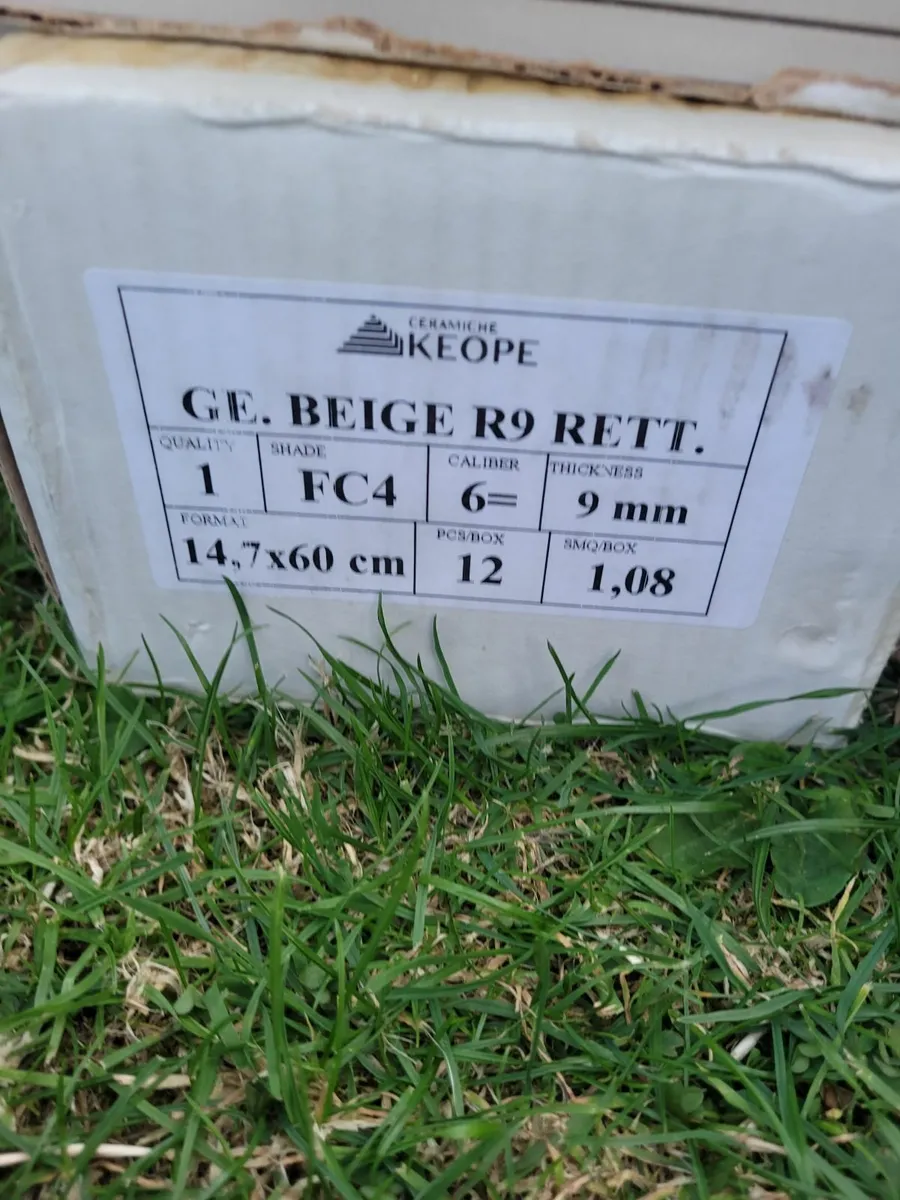 CERAMICHE
KEOPE
GE. BEIGE R9 RETT.
QUALITY SHADE CALIBER THICKNESS
1 FC4 6= 9 mm
FORMAT PCS/BOX SMQ/BOX
14,7x60 cm 12 1,08